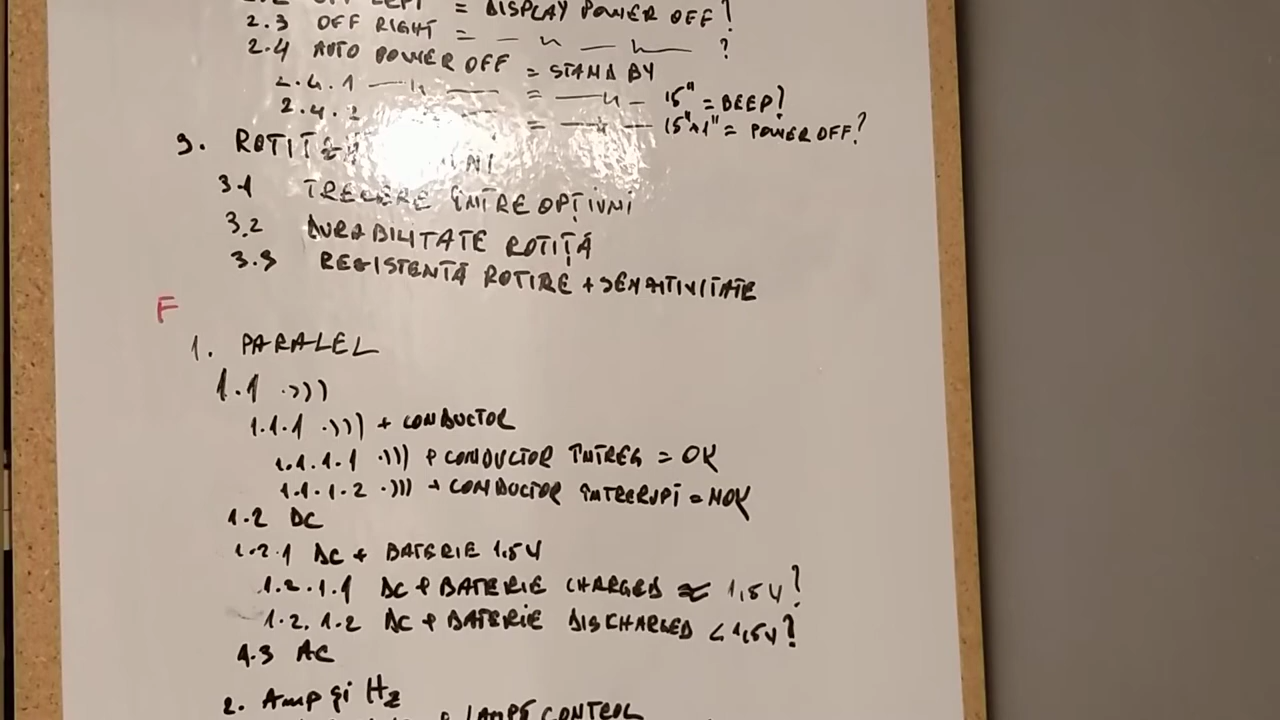 = DISPLAY POWER OFF?
2.3 OFF RIGHT = — " — " — ?
2.4 AUTO POWER OFF = STAND BY
2.4.1 — " — = — " — 15" = BEEP?
2.4.2 = — " — 15"^1" = POWER OFF?
3. ROTIȚĂ
3.1 TRECERE ÎNTRE OPȚIUNI
3.2 DURABILITATE ROTIȚĂ
3.3 REZISTENȚĂ ROTIRE + SENZITIVITATE
F
1. PARALEL
1.1 ·)))
1.1.1 ·))) + CONDUCTOR
1.1.1.1 ·))) + CONDUCTOR ÎNTREG = OK
1.1.1.2 ·))) + CONDUCTOR ÎNTRERUPT = NOK
1.2 DC
1.2.1 DC + BATERIE 1.5V
1.2.1.1 DC + BATERIE CHARGED ≈ 1,5V?
1.2.1.2 DC + BATERIE DISCHARGED < 1,5V?
1.3 AC
2. Amp și Hz
LAMPE CONTROL